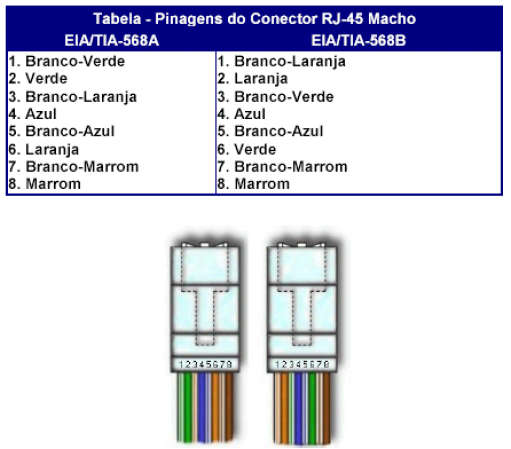 Tabela - Pinagens do Conector RJ-45 Macho
EIA/TIA-568A
EIA/TIA-568B
1. Branco-Verde
2. Verde
3. Branco-Laranja
4. Azul
5. Branco-Azul
6. Laranja
7. Branco-Marrom
8. Marrom
1. Branco-Laranja
2. Laranja
3. Branco-Verde
4. Azul
5. Branco-Azul
6. Verde
7. Branco-Marrom
8. Marrom
12345678
12345678